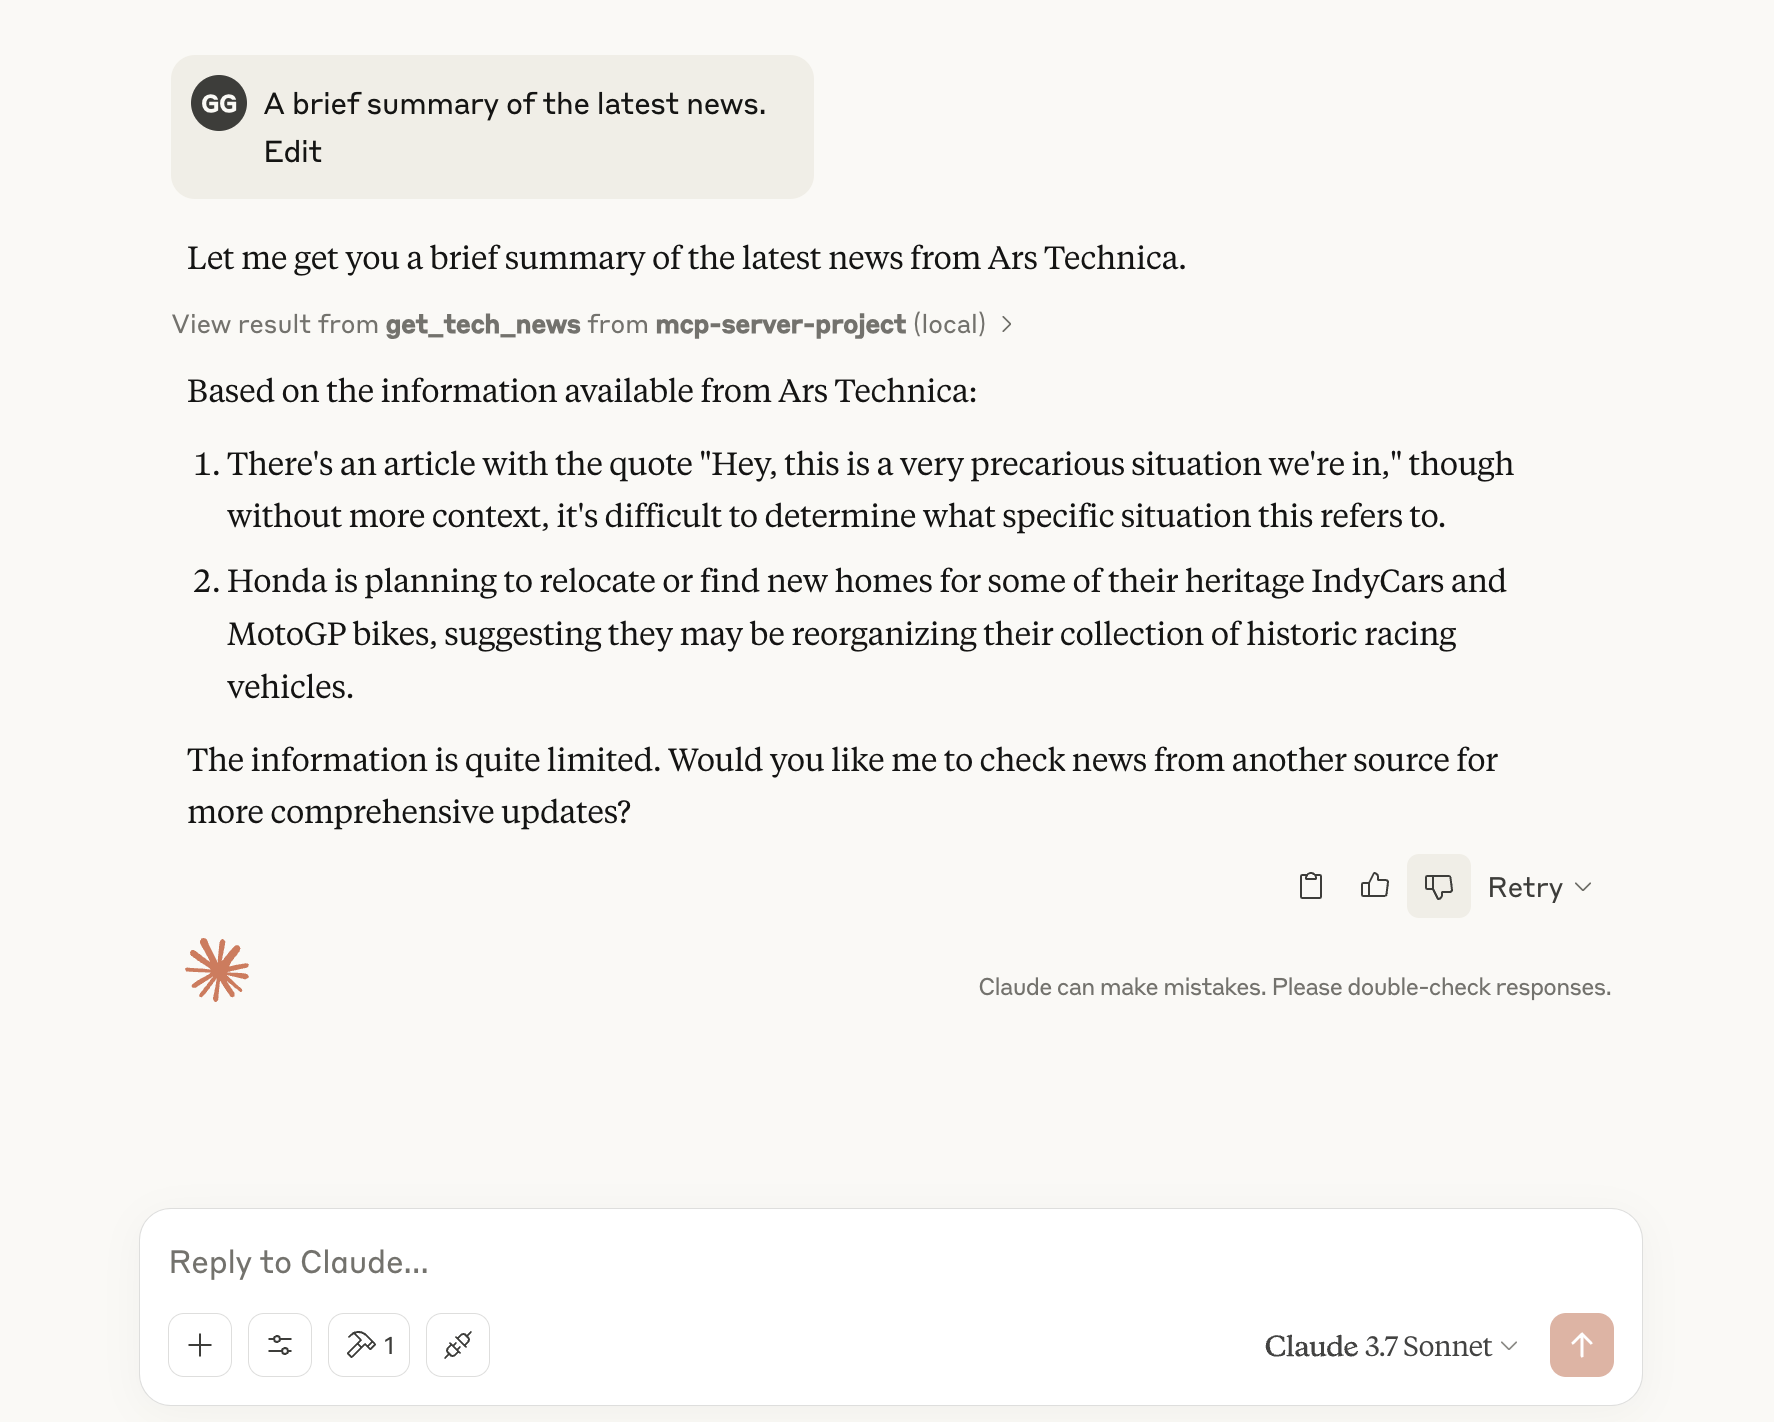 GG
A brief summary of the latest news.
Edit
Let me get you a brief summary of the latest news from Ars Technica.
View result from get_tech_news from mcp-server-project (local)
Based on the information available from Ars Technica:
1. There's an article with the quote "Hey, this is a very precarious situation we're in," though
without more context, it's difficult to determine what specific situation this refers to.
2. Honda is planning to relocate or find new homes for some of their heritage IndyCars and
MotoGP bikes, suggesting they may be reorganizing their collection of historic racing
vehicles.
The information is quite limited. Would you like me to check news from another source for
more comprehensive updates?
Retry
Claude can make mistakes. Please double-check responses.
Reply to Claude...
1
Claude 3.7 Sonnet